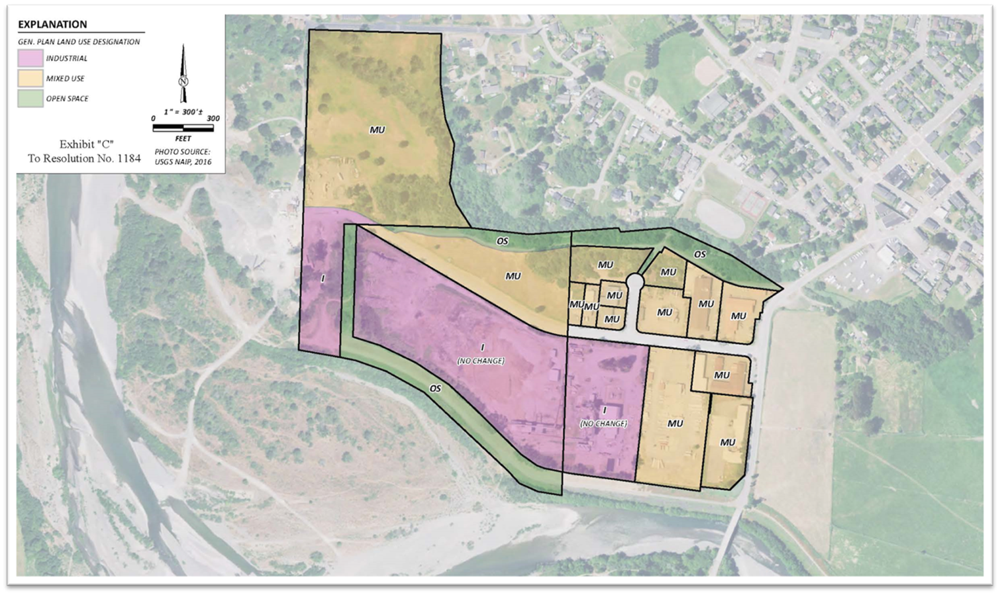 EXPLANATION
GEN. PLAN LAND USE DESIGNATION
INDUSTRIAL
MIXED USE
OPEN SPACE
N
1" = 300'±
0 300
FEET
PHOTO SOURCE:
USGS NAIP, 2016
Exhibit "C"
To Resolution No. 1184
MU
OS
OS
MU
MU
MU
I
MU
MU
MU
MU
MU
MU
MU
MU
I
(NO CHANGE)
MU
OS
I
(NO CHANGE)
MU
MU